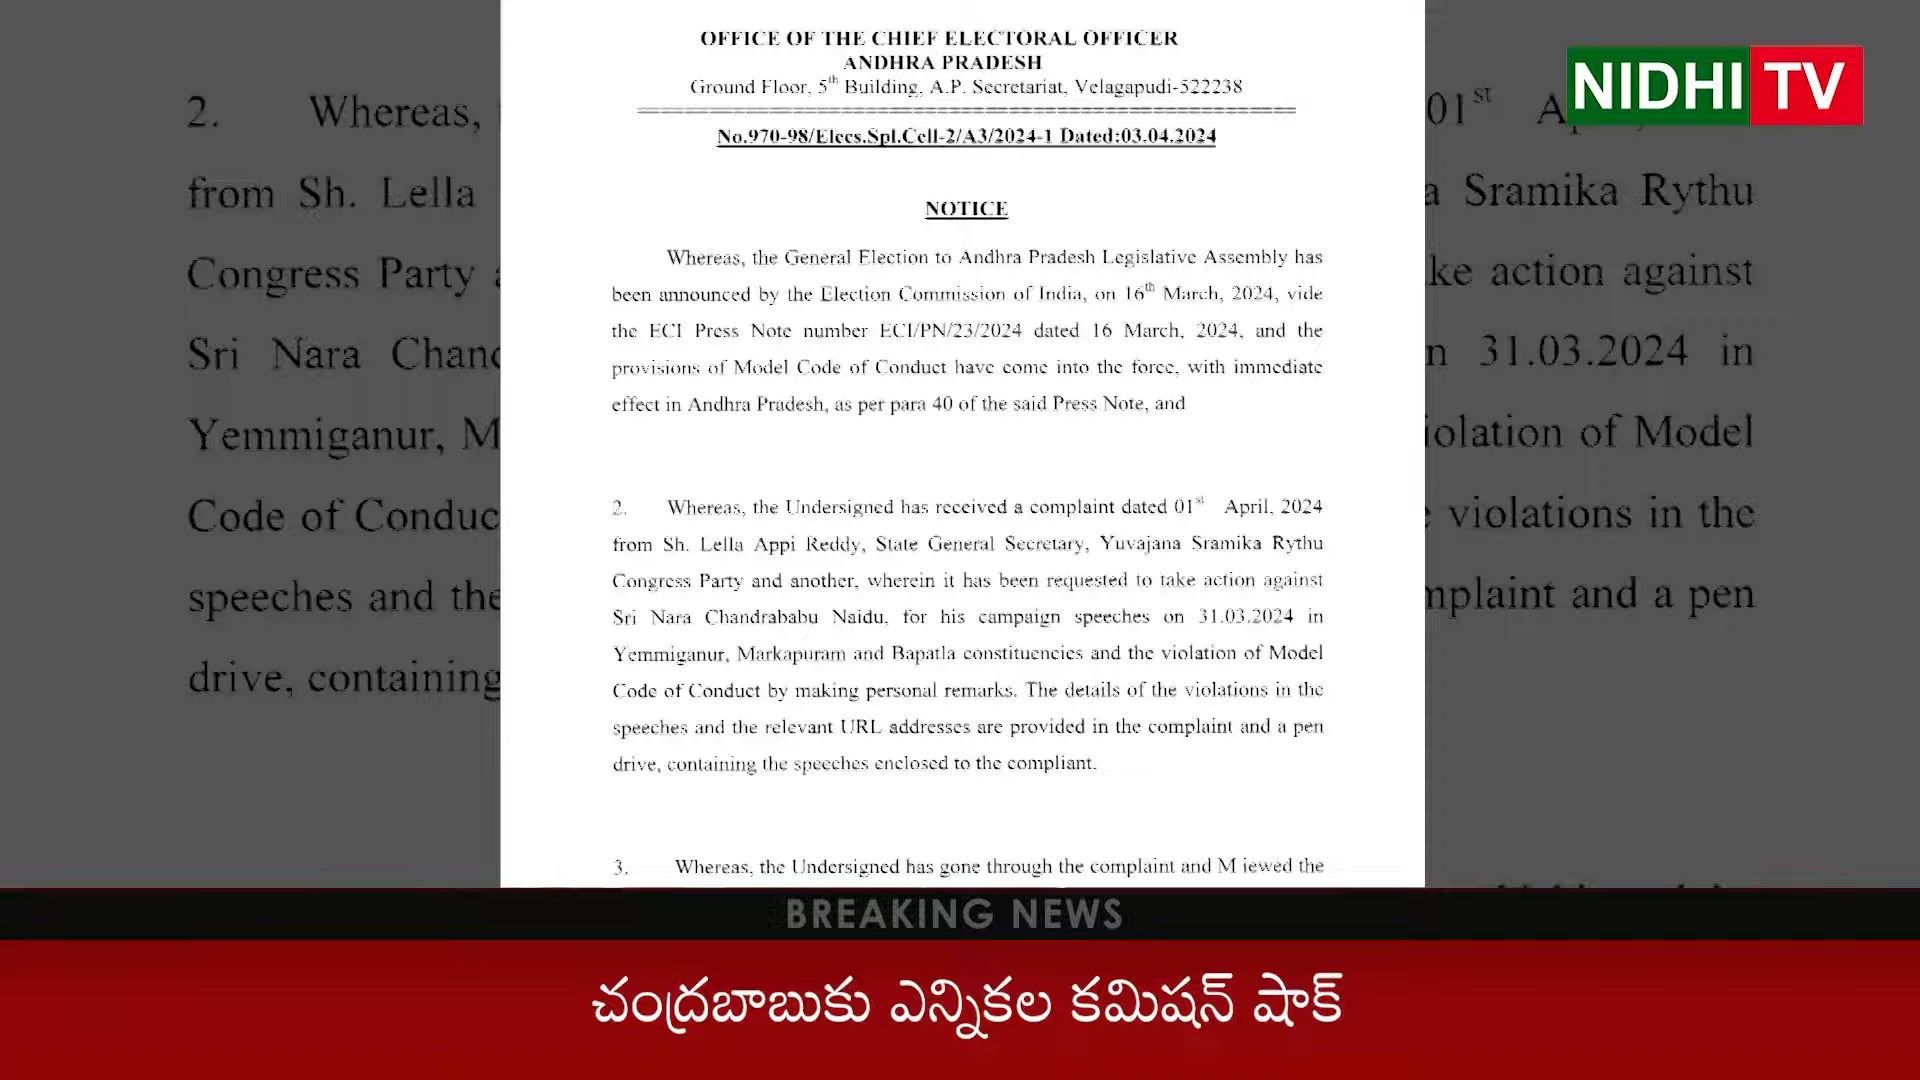 OFFICE OF THE CHIEF ELECTORAL OFFICER
ANDHRA PRADESH
Ground Floor, 5th Building, A.P. Secretariat, Velagapudi-522238
No.970-98/Elecs.Spl.Cell-2/A3/2024-1 Dated:03.04.2024
NOTICE
Whereas, the General Election to Andhra Pradesh Legislative Assembly has
been announced by the Election Commission of India, on 16th March, 2024, vide
the ECI Press Note number ECI/PN/23/2024 dated 16 March, 2024, and the
provisions of Model Code of Conduct have come into the force, with immediate
effect in Andhra Pradesh, as per para 40 of the said Press Note, and
2. Whereas, the Undersigned has received a complaint dated 01st April, 2024
from Sh. Lella Appi Reddy, State General Secretary, Yuvajana Sramika Rythu
Congress Party and another, wherein it has been requested to take action against
Sri Nara Chandrababu Naidu, for his campaign speeches on 31.03.2024 in
Yemmiganur, Markapuram and Bapatla constituencies and the violation of Model
Code of Conduct by making personal remarks. The details of the violations in the
speeches and the relevant URL addresses are provided in the complaint and a pen
drive, containing the speeches enclosed to the compliant.
3. Whereas, the Undersigned has gone through the complaint and M iewed the
NIDHI TV
2. Whereas,
from Sh. Lella
Congress Party
Sri Nara
Yemmiganur,
Code of
speeches and the
drive, containing
01st
Sramika Rythu
action against
31.03.2024 in
of Model
violations in the
and a pen
BREAKING NEWS
చంద్రబాబుకు ఎన్నికల కమిషన్ షాక్